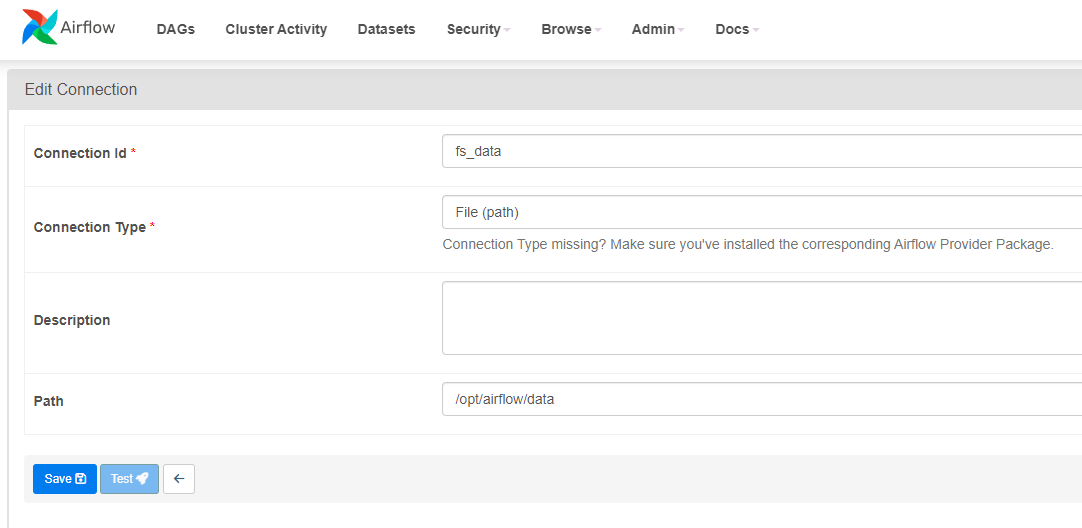 Airflow DAGs Cluster Activity Datasets Security Browse Admin Docs
Edit Connection
Connection Id * fs_data
Connection Type * File (path)
Connection Type missing? Make sure you've installed the corresponding Airflow Provider Package.
Description
Path /opt/airflow/data
Save Test